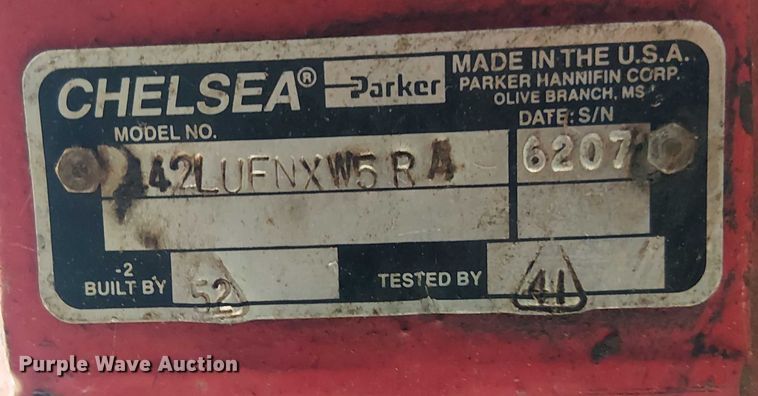 CHELSEA® Parker MADE IN THE U.S.A.
PARKER HANNIFIN CORP.
OLIVE BRANCH, MS
MODEL NO. DATE: S/N
42LUFNXW5RA 6207
-2
BUILT BY 52 TESTED BY 41
Purple Wave Auction